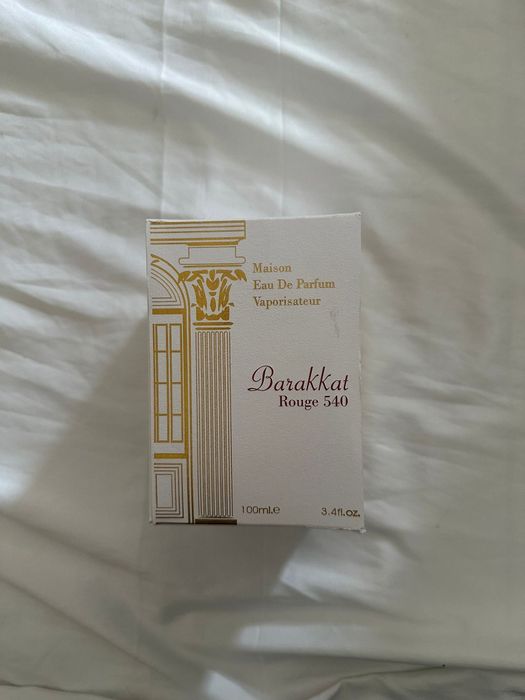 Maison
Eau De Parfum
Vaporisateur
Barakkat
Rouge 540
100ml.e 3.4fl.oz.